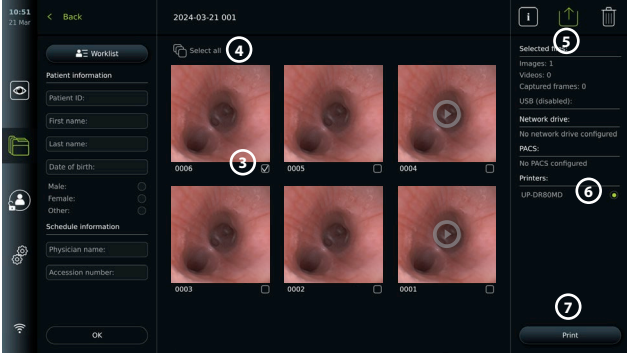 10:51
21 Mar
Back
2024-03-21 001
i
Worklist
Patient information
Patient ID:
First name:
Last name:
Date of birth:
Male:
Female:
Other:
Schedule information
Physician name:
Accession number:
OK
Select all
4
0006
3
0005
0004
0003
0002
0001
5
Selected
Images: 1
Videos: 0
Captured frames: 0
USB (disabled):
Network drive:
No network drive configured
PACS:
No PACS configured
Printers:
UP-DR80MD
6
7
Print